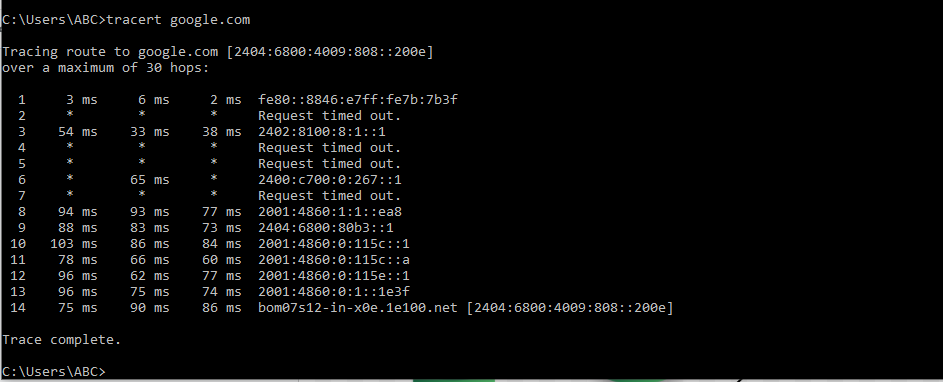 C:\Users\ABC>tracert google.com
Tracing route to google.com [2404:6800:4009:808::200e]
over a maximum of 30 hops:
1 3 ms 6 ms 2 ms fe80::8846:e7ff:fe7b:7b3f
2 * * * Request timed out.
3 54 ms 33 ms 38 ms 2402:8100:8:1::1
4 * * * Request timed out.
5 * * * Request timed out.
6 * 65 ms * 2400:c700:0:267::1
7 * * * Request timed out.
8 94 ms 93 ms 77 ms 2001:4860:1:1::ea8
9 88 ms 83 ms 73 ms 2404:6800:80b3::1
10 103 ms 86 ms 84 ms 2001:4860:0:115c::1
11 78 ms 66 ms 60 ms 2001:4860:0:115c::a
12 96 ms 62 ms 77 ms 2001:4860:0:115e::1
13 96 ms 75 ms 74 ms 2001:4860:0:1::1e3f
14 75 ms 90 ms 86 ms bom07s12-in-x0e.1e100.net [2404:6800:4009:808::200e]
Trace complete.
C:\Users\ABC>